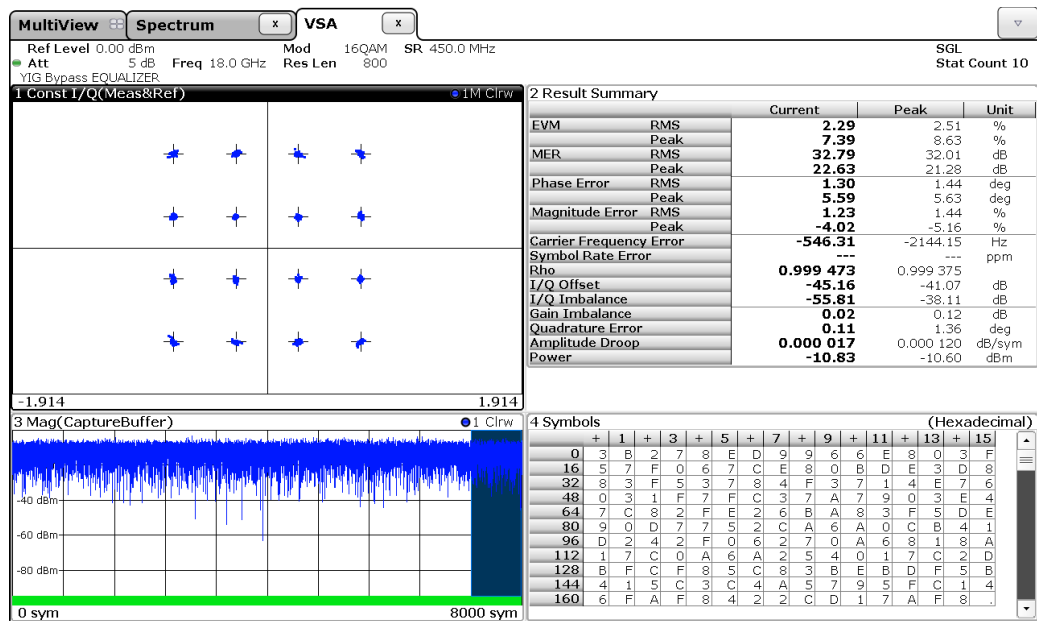 MultiView Spectrum x VSA x
Ref Level 0.00 dBm Mod 16QAM SR 450.0 MHz SGL
Att 5 dB Freq 18.0 GHz Res Len 800 Stat Count 10
YIG Bypass EQUALIZER
1 Const I/Q(Meas&Ref) 1M Clrw
-1.914 1.914
2 Result Summary
Current Peak Unit
EVM RMS 2.29 2.51 %
Peak 7.39 8.63 %
MER RMS 32.79 32.01 dB
Peak 22.63 21.28 dB
Phase Error RMS 1.30 1.44 deg
Peak 5.59 5.63 deg
Magnitude Error RMS 1.23 1.44 %
Peak -4.02 -5.16 %
Carrier Frequency Error -546.31 -2144.15 Hz
Symbol Rate Error --- --- ppm
Rho 0.999 473 0.999 375
I/Q Offset -45.16 -41.07 dB
I/Q Imbalance -55.81 -38.11 dB
Gain Imbalance 0.02 0.12 dB
Quadrature Error 0.11 1.36 deg
Amplitude Droop 0.000 017 0.000 120 dB/sym
Power -10.83 -10.60 dBm
3 Mag(CaptureBuffer) 1 Clrw
-40 dBm
-60 dBm
-80 dBm
0 sym 8000 sym
4 Symbols (Hexadecimal)
+ 1 + 3 + 5 + 7 + 9 + 11 + 13 + 15
0 3 B 2 7 8 E D 9 9 6 6 E 8 0 3 F
16 5 7 F 0 6 7 C E 8 0 B D E 3 D 8
32 8 3 F 5 3 7 8 4 F 3 7 1 4 E 7 6
48 0 3 1 F 7 F C 3 7 A 7 9 0 3 E 4
64 7 C 8 2 F E 2 6 B A 8 3 F 5 D E
80 9 0 D 7 7 5 2 C A 6 A 0 C B 4 1
96 D 2 4 2 F 0 6 2 7 0 A 6 8 1 8 A
112 1 7 C 0 A 6 A 2 5 4 0 1 7 C 2 D
128 B F C F 8 5 C 8 3 B E B D F 5 B
144 4 1 5 C 3 C 4 A 5 7 9 5 F C 1 4
160 6 F A F 8 4 2 2 C D 1 7 A F 8 .